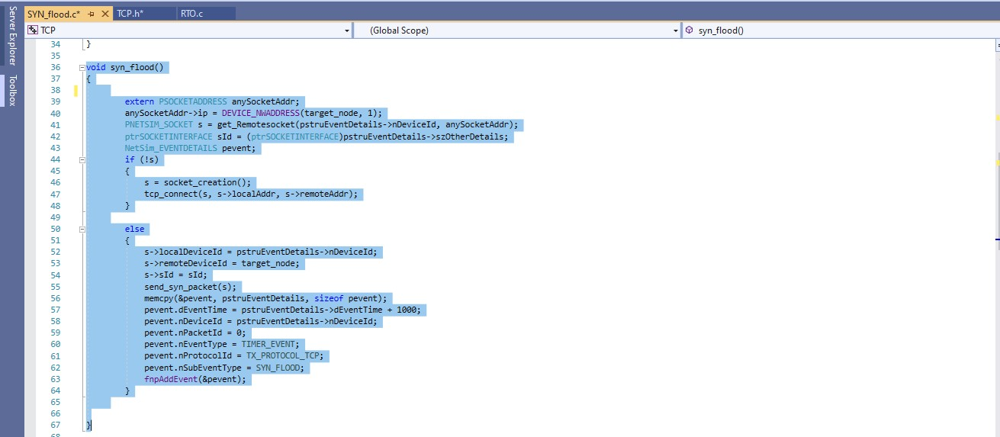 SYN_flood.c* TCP.h* RTO.c
Server Explorer
Toolbox
TCP (Global Scope) syn_flood()
34 }
35
36 void syn_flood()
37 {
38
39 extern PSOCKETADDRESS anySocketAddr;
40 anySocketAddr->ip = DEVICE_NWADDRESS(target_node, 1);
41 PNETSIM_SOCKET s = get_Remotesocket(pstruEventDetails->nDeviceId, anySocketAddr);
42 ptrSOCKETINTERFACE sId = (ptrSOCKETINTERFACE)pstruEventDetails->szOtherDetails;
43 NetSim_EVENTDETAILS pevent;
44 if (!s)
45 {
46 s = socket_creation();
47 tcp_connect(s, s->localAddr, s->remoteAddr);
48 }
49
50 else
51 {
52 s->localDeviceId = pstruEventDetails->nDeviceId;
53 s->remoteDeviceId = target_node;
54 s->sId = sId;
55 send_syn_packet(s);
56 memcpy(&pevent, pstruEventDetails, sizeof pevent);
57 pevent.dEventTime = pstruEventDetails->dEventTime + 1000;
58 pevent.nDeviceId = pstruEventDetails->nDeviceId;
59 pevent.nPacketId = 0;
60 pevent.nEventType = TIMER_EVENT;
61 pevent.nProtocolId = TX_PROTOCOL_TCP;
62 pevent.nSubEventType = SYN_FLOOD;
63 fnpAddEvent(&pevent);
64 }
65
66
67 }